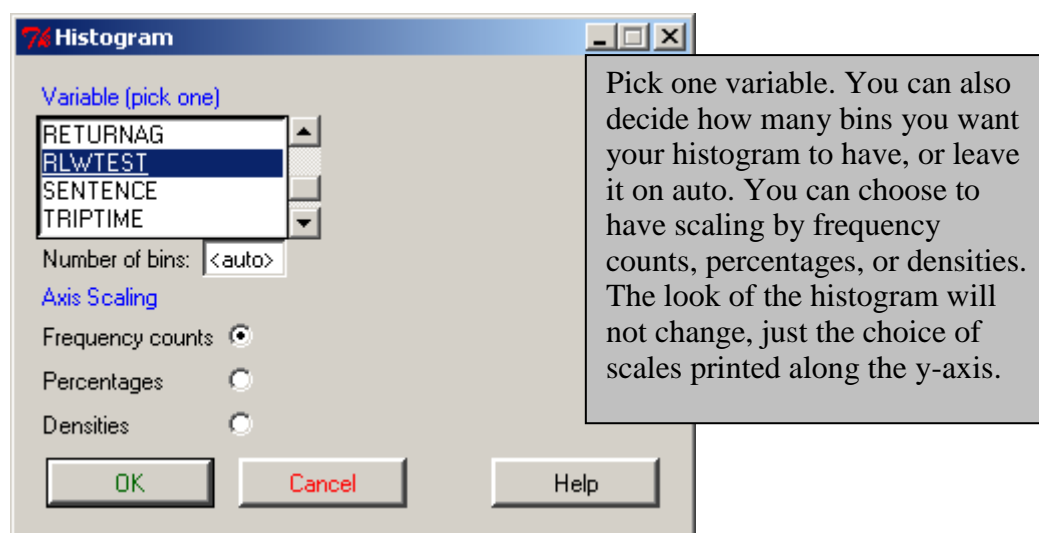 Histogram
Variable (pick one)
RETURNAG
RLWTEST
SENTENCE
TRIPTIME
Number of bins: <auto>
Axis Scaling
Frequency counts
Percentages
Densities
OK Cancel Help
Pick one variable. You can also
decide how many bins you want
your histogram to have, or leave
it on auto. You can choose to
have scaling by frequency
counts, percentages, or densities.
The look of the histogram will
not change, just the choice of
scales printed along the y-axis.